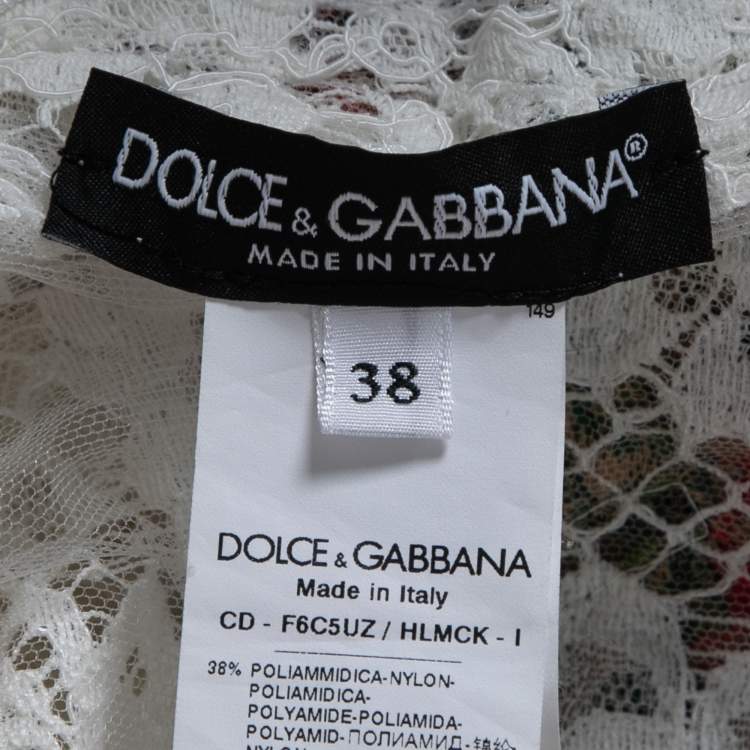 DOLCE & GABBANA®
MADE IN ITALY
149
38
DOLCE & GABBANA
Made in Italy
CD - F6C5UZ / HLMCK - I
38% POLIAMMIDICA-NYLON-
POLIAMIDICA-
POLYAMIDE-POLIAMIDA-
POLYAMID-ПОЛИАМИД-锦纶
NYLON